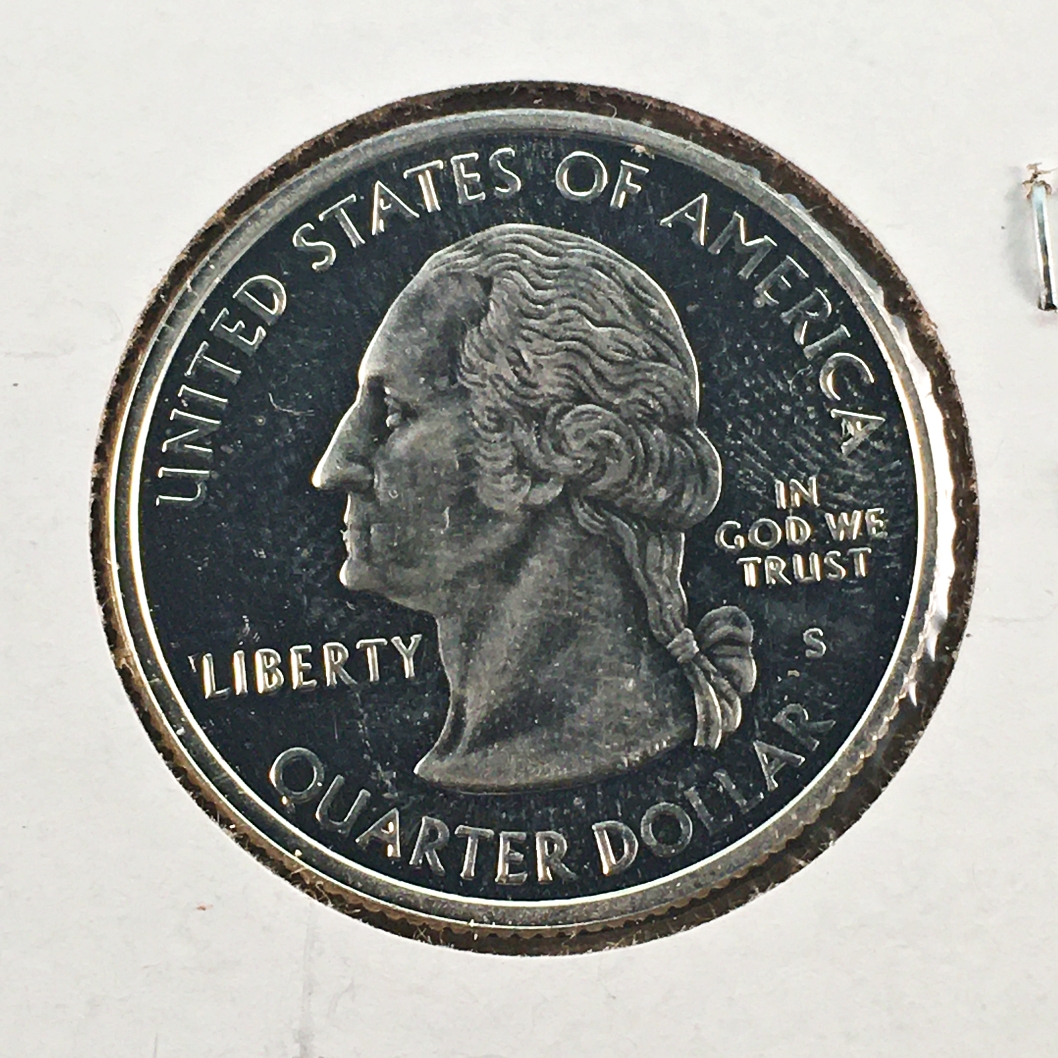 UNITED STATES OF AMERICA
LIBERTY
IN
GOD WE
TRUST
S
QUARTER DOLLAR